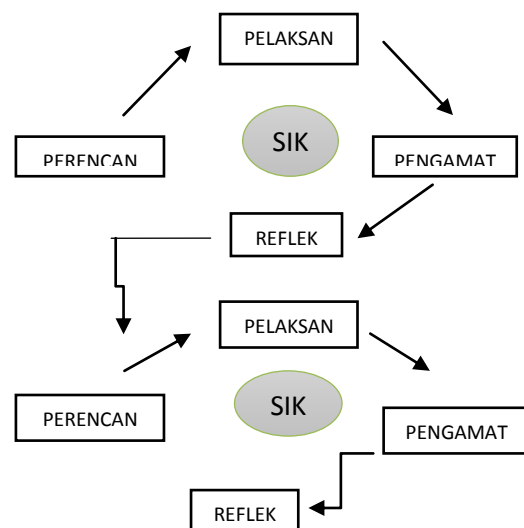 PELAKSAN
PERENCAN
SIK
PENGAMAT
REFLEK
PELAKSAN
PERENCAN
SIK
PENGAMAT
REFLEK